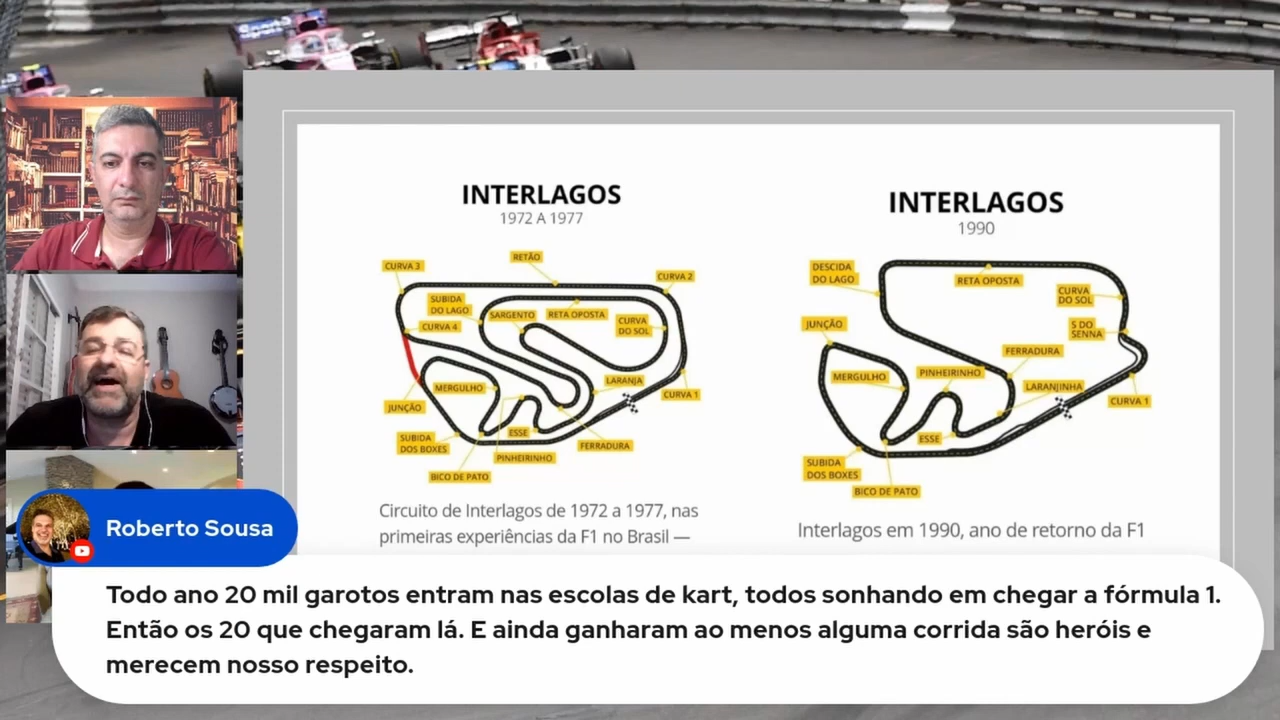 INTERLAGOS
1972 A 1977
CURVA 3
RETÃO
CURVA 2
SUBIDA
DO LAGO
SARGENTO
RETA OPOSTA
CURVA
DO SOL
CURVA 4
MERGULHO
LARANJA
CURVA 1
JUNÇÃO
SUBIDA
DOS BOXES
ESSE
FERRADURA
PINHEIRINHO
BICO DE PATO
Circuito de Interlagos de 1972 a 1977, nas
primeiras experiências da F1 no Brasil —
INTERLAGOS
1990
DESCIDA
DO LAGO
RETA OPOSTA
CURVA
DO SOL
JUNÇÃO
S DO
SENNA
FERRADURA
MERGULHO
PINHEIRINHO
LARANJINHA
CURVA 1
ESSE
SUBIDA
DOS BOXES
BICO DE PATO
Interlagos em 1990, ano de retorno da F1
Roberto Sousa
Todo ano 20 mil garotos entram nas escolas de kart, todos sonhando em chegar a fórmula 1.
Então os 20 que chegaram lá. E ainda ganharam ao menos alguma corrida são heróis e
merecem nosso respeito.